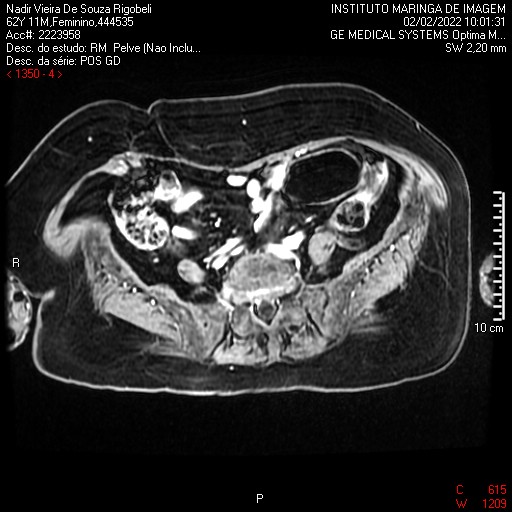 Nadir Vieira De Souza Rigobeli
62Y 11M,Feminino,444535
Acc#: 2223958
Desc. do estudo: RM Pelve (Nao Inclu...
Desc. da série: POS GD
< 1350 - 4 >
INSTITUTO MARINGA DE IMAGEM
02/02/2022 10:01:31
GE MEDICAL SYSTEMS Optima M...
SW 2,20 mm
R
10 cm
P
C 615
W 1209